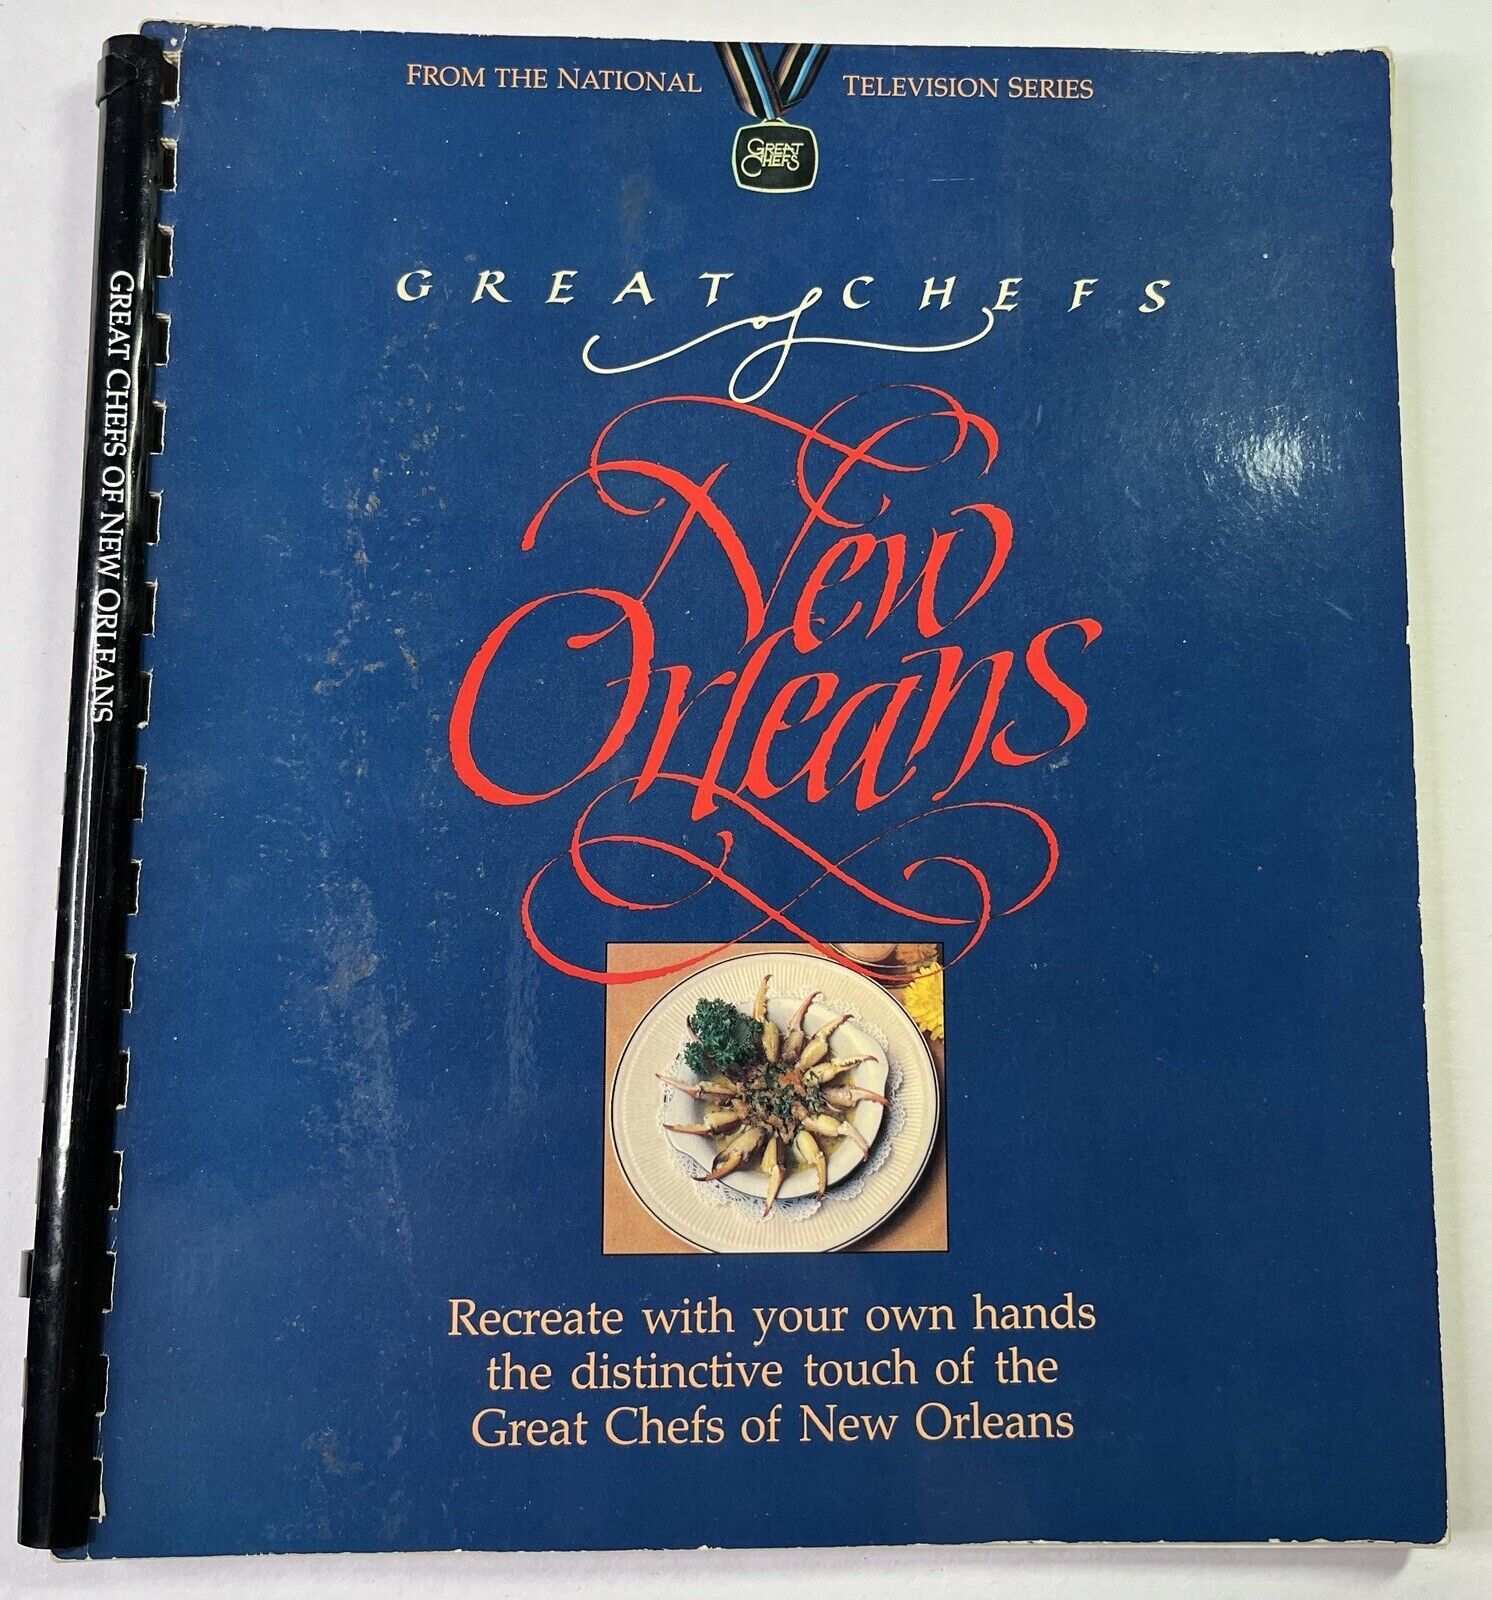 FROM THE NATIONAL TELEVISION SERIES
GREAT CHEFS
GREAT CHEFS
of
New
Orleans
Recreate with your own hands
the distinctive touch of the
Great Chefs of New Orleans
GREAT CHEFS OF NEW ORLEANS